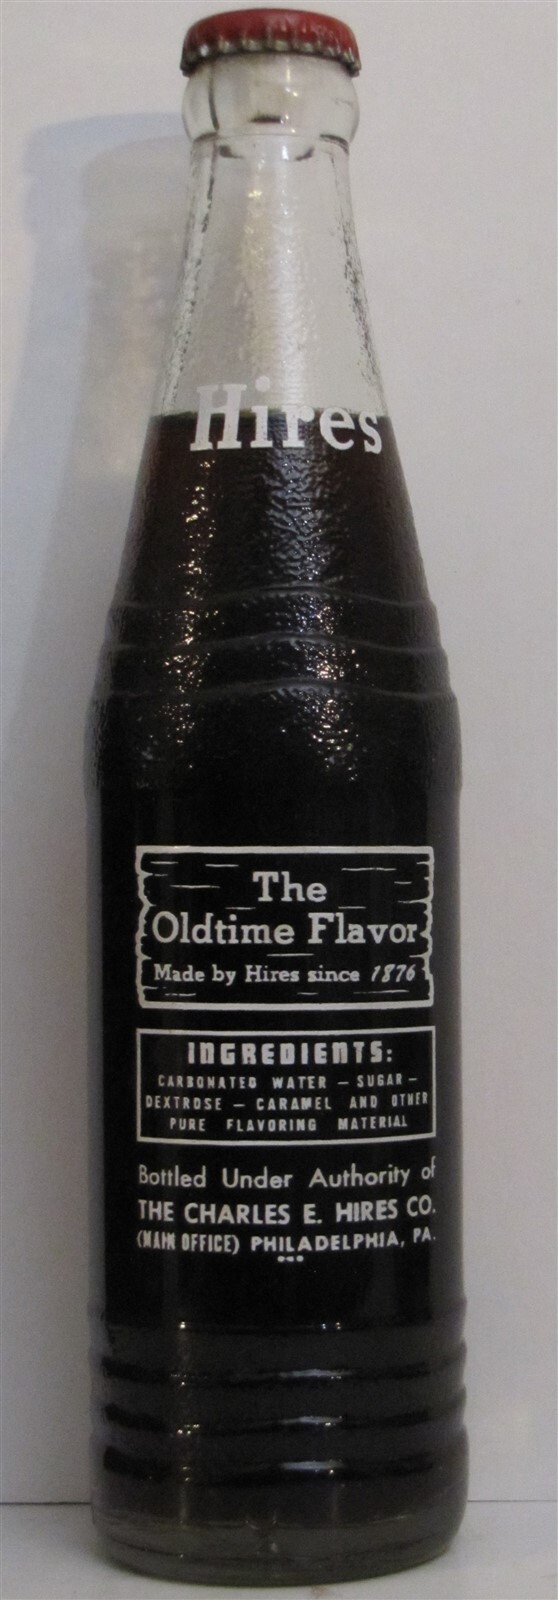 Hires
The
Oldtime Flavor
Made by Hires since 1876
INGREDIENTS:
CARBONATED WATER – SUGAR –
DEXTROSE – CARAMEL AND OTHER
PURE FLAVORING MATERIAL
Bottled Under Authority of
THE CHARLES E. HIRES CO.
(MAIN OFFICE) PHILADELPHIA, PA.